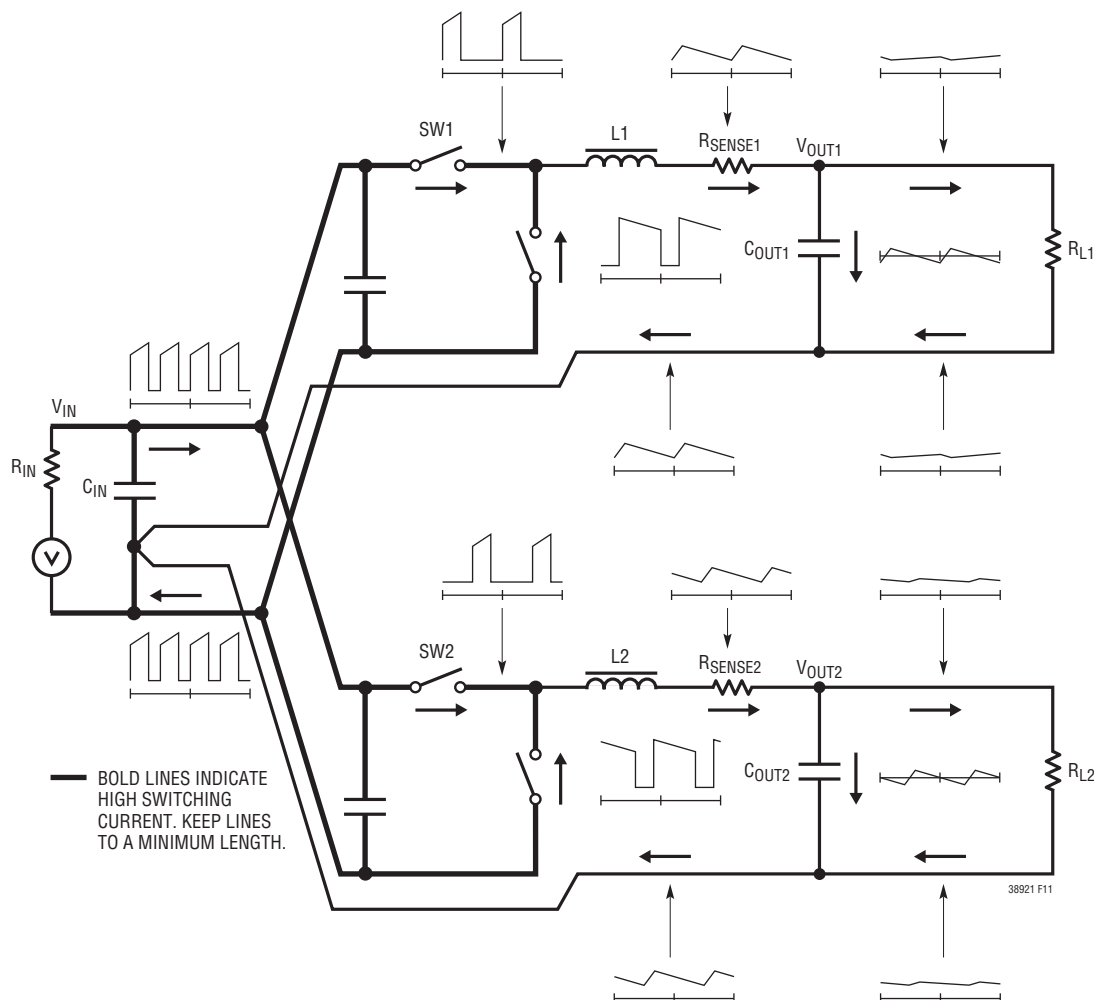 SW1
L1
RSENSE1
VOUT1
COUT1
RL1
VIN
RIN
CIN
V
SW2
L2
RSENSE2
VOUT2
COUT2
RL2
BOLD LINES INDICATE
HIGH SWITCHING
CURRENT. KEEP LINES
TO A MINIMUM LENGTH.
38921 F11